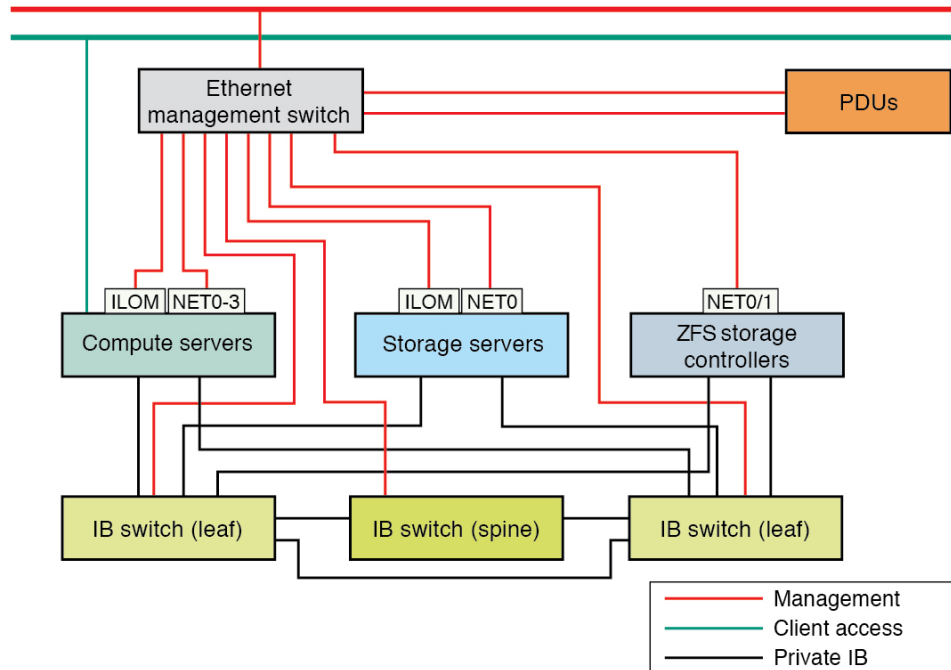 Ethernet
management switch
PDUs
ILOM
NET0-3
ILOM
NET0
NET0/1
Compute servers
Storage servers
ZFS storage
controllers
IB switch (leaf)
IB switch (spine)
IB switch (leaf)
Management
Client access
Private IB